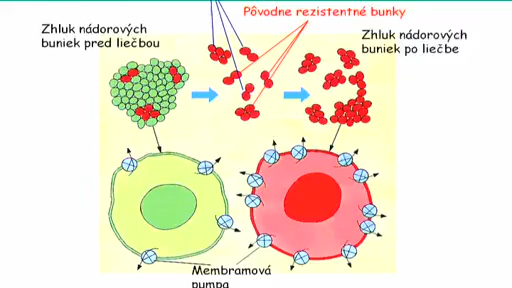 Pôvodne rezistentné bunky
Zhluk nádorových
buniek pred liečbou
Zhluk nádorových
buniek po liečbe
Membramová
pumpa